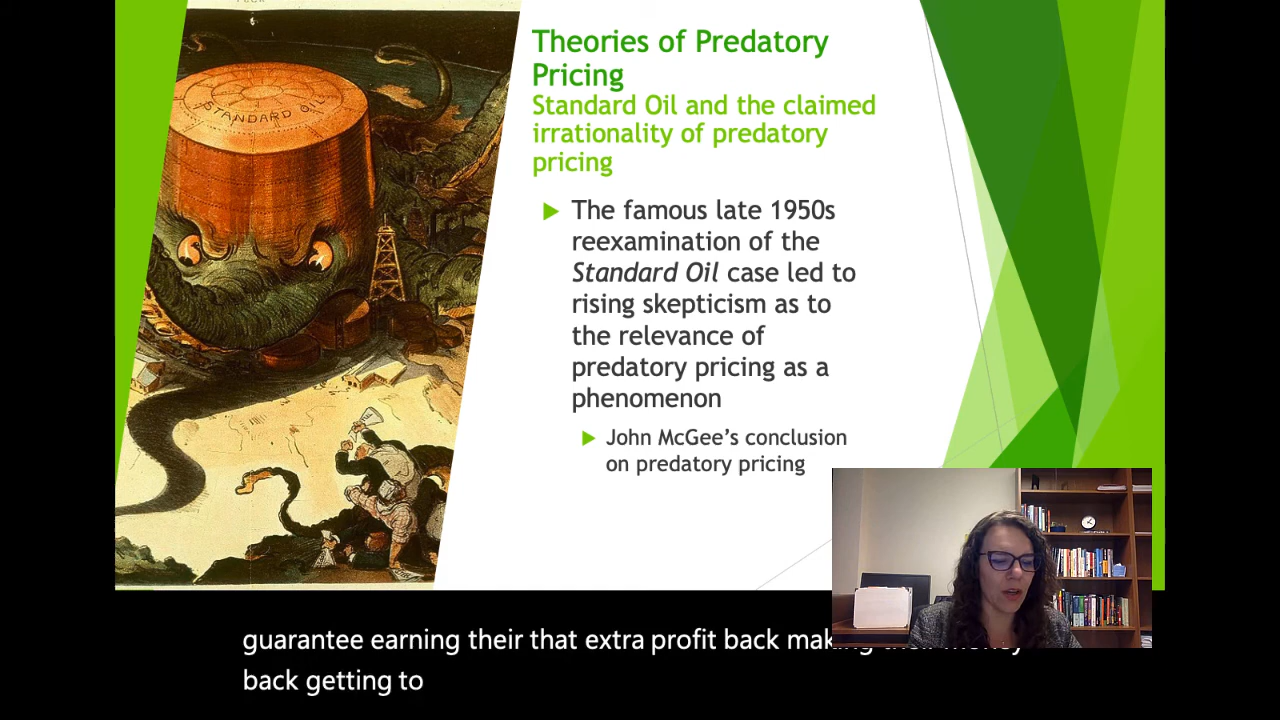 STANDARD OIL
Theories of Predatory
Pricing
Standard Oil and the claimed
irrationality of predatory
pricing
The famous late 1950s
reexamination of the
Standard Oil case led to
rising skepticism as to
the relevance of
predatory pricing as a
phenomenon
John McGee's conclusion
on predatory pricing
guarantee earning their that extra profit back making their money
back getting to